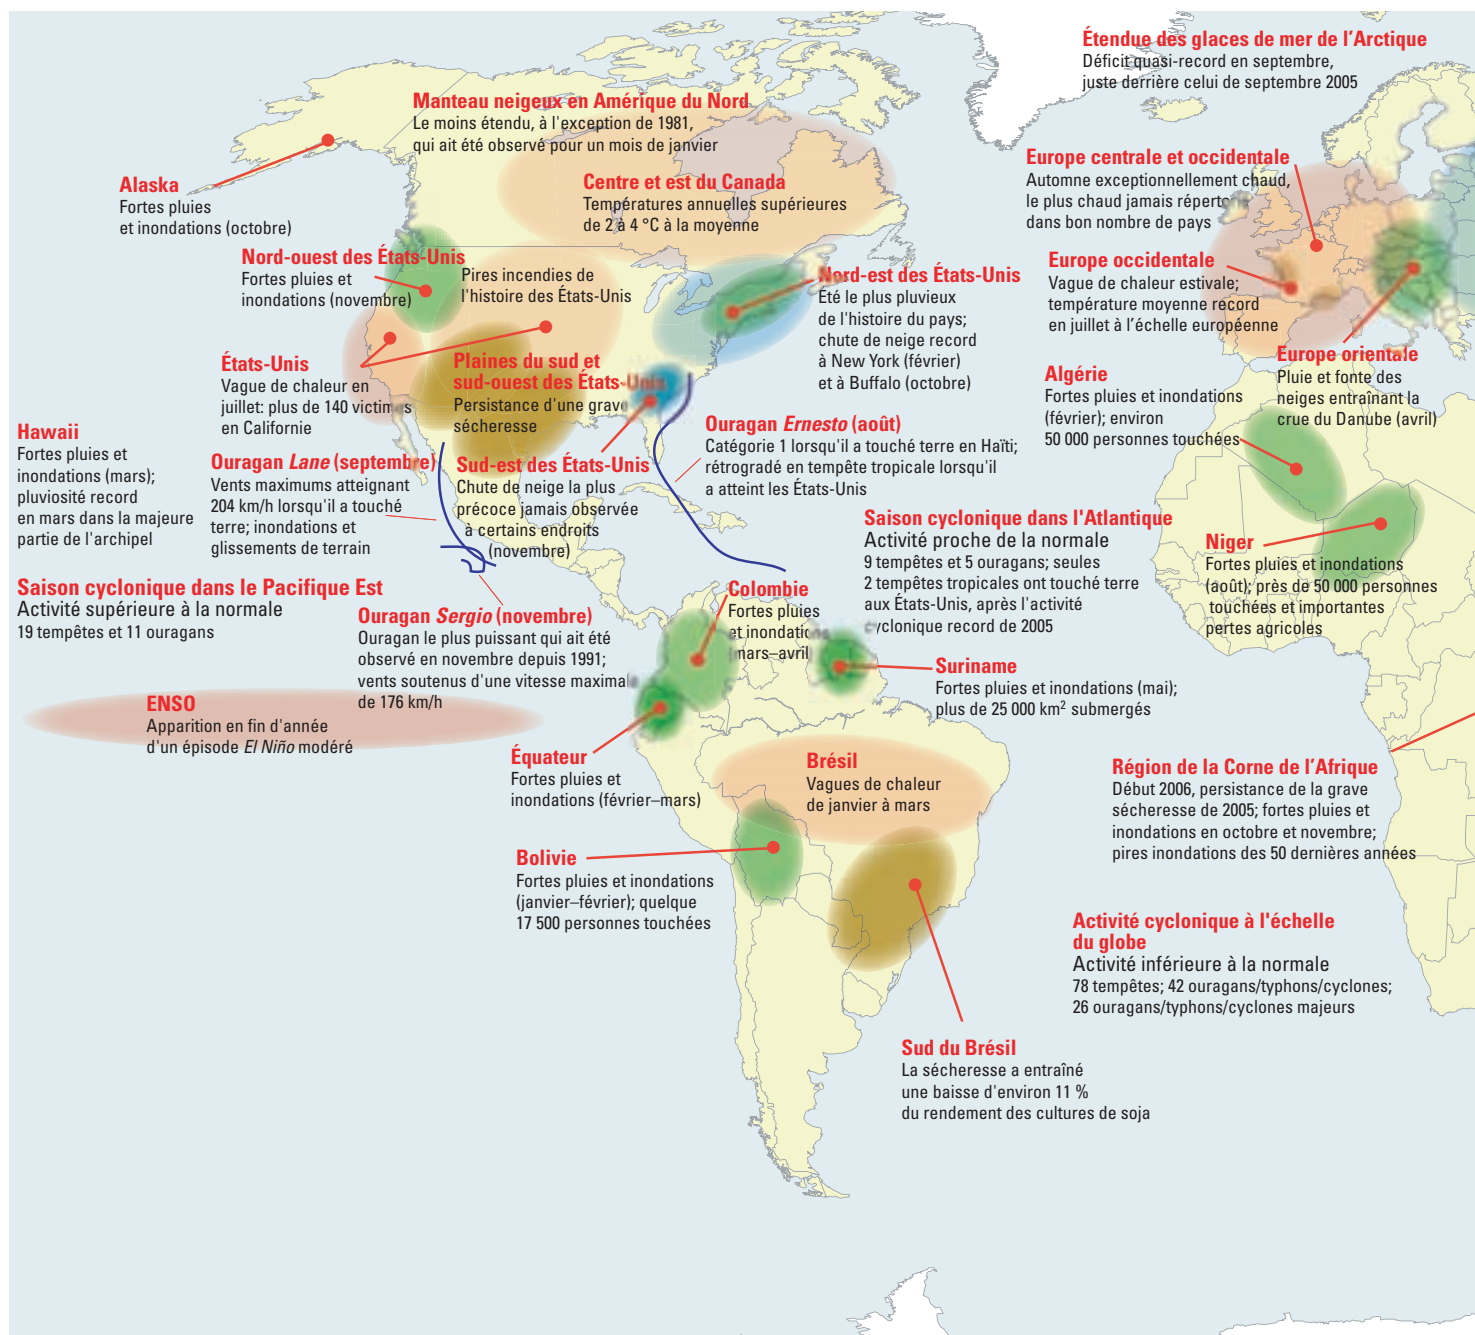 Étendue des glaces de mer de l'Arctique
Déficit quasi-record en septembre,
juste derrière celui de septembre 2005
Manteau neigeux en Amérique du Nord
Le moins étendu, à l'exception de 1981,
qui ait été observé pour un mois de janvier
Centre et est du Canada
Températures annuelles supérieures
de 2 à 4 °C à la moyenne
Europe centrale et occidentale
Automne exceptionnellement chaud,
le plus chaud jamais répertorié
dans bon nombre de pays
Alaska
Fortes pluies
et inondations (octobre)
Nord-ouest des États-Unis
Fortes pluies et
inondations (novembre)
Pires incendies de
l'histoire des États-Unis
Nord-est des États-Unis
Été le plus pluvieux
de l'histoire du pays;
chute de neige record
à New York (février)
et à Buffalo (octobre)
Europe occidentale
Vague de chaleur estivale;
température moyenne record
en juillet à l'échelle européenne
Europe orientale
Pluie et fonte des
neiges entraînant la
crue du Danube (avril)
États-Unis
Vague de chaleur en
juillet: plus de 140 victimes
en Californie
Plaines du sud et
sud-ouest des États-Unis
Persistance d'une grave
sécheresse
Algérie
Fortes pluies et inondations
(février); environ
50 000 personnes touchées
Hawaii
Fortes pluies et
inondations (mars);
pluviosité record
en mars dans la majeure
partie de l'archipel
Ouragan Lane (septembre)
Vents maximums atteignant
204 km/h lorsqu'il a touché
terre; inondations et
glissements de terrain
Sud-est des États-Unis
Chute de neige la plus
précoce jamais observée
à certains endroits
(novembre)
Ouragan Ernesto (août)
Catégorie 1 lorsqu'il a touché terre en Haïti;
rétrogradé en tempête tropicale lorsqu'il
a atteint les États-Unis
Saison cyclonique dans l'Atlantique
Activité proche de la normale
9 tempêtes et 5 ouragans; seules
2 tempêtes tropicales ont touché terre
aux États-Unis, après l'activité
cyclonique record de 2005
Niger
Fortes pluies et inondations
(août); près de 50 000 personnes
touchées et importantes
pertes agricoles
Saison cyclonique dans le Pacifique Est
Activité supérieure à la normale
19 tempêtes et 11 ouragans
Ouragan Sergio (novembre)
Ouragan le plus puissant qui ait été
observé en novembre depuis 1991;
vents soutenus d'une vitesse maximale
de 176 km/h
Colombie
Fortes pluies
et inondations
(mars–avril)
Suriname
Fortes pluies et inondations (mai);
plus de 25 000 km² submergés
ENSO
Apparition en fin d'année
d'un épisode El Niño modéré
Équateur
Fortes pluies et
inondations (février–mars)
Brésil
Vagues de chaleur
de janvier à mars
Région de la Corne de l'Afrique
Début 2006, persistance de la grave
sécheresse de 2005; fortes pluies et
inondations en octobre et novembre;
pires inondations des 50 dernières années
Bolivie
Fortes pluies et inondations
(janvier–février); quelque
17 500 personnes touchées
Activité cyclonique à l'échelle
du globe
Activité inférieure à la normale
78 tempêtes; 42 ouragans/typhons/cyclones;
26 ouragans/typhons/cyclones majeurs
Sud du Brésil
La sécheresse a entraîné
une baisse d'environ 11 %
du rendement des cultures de soja